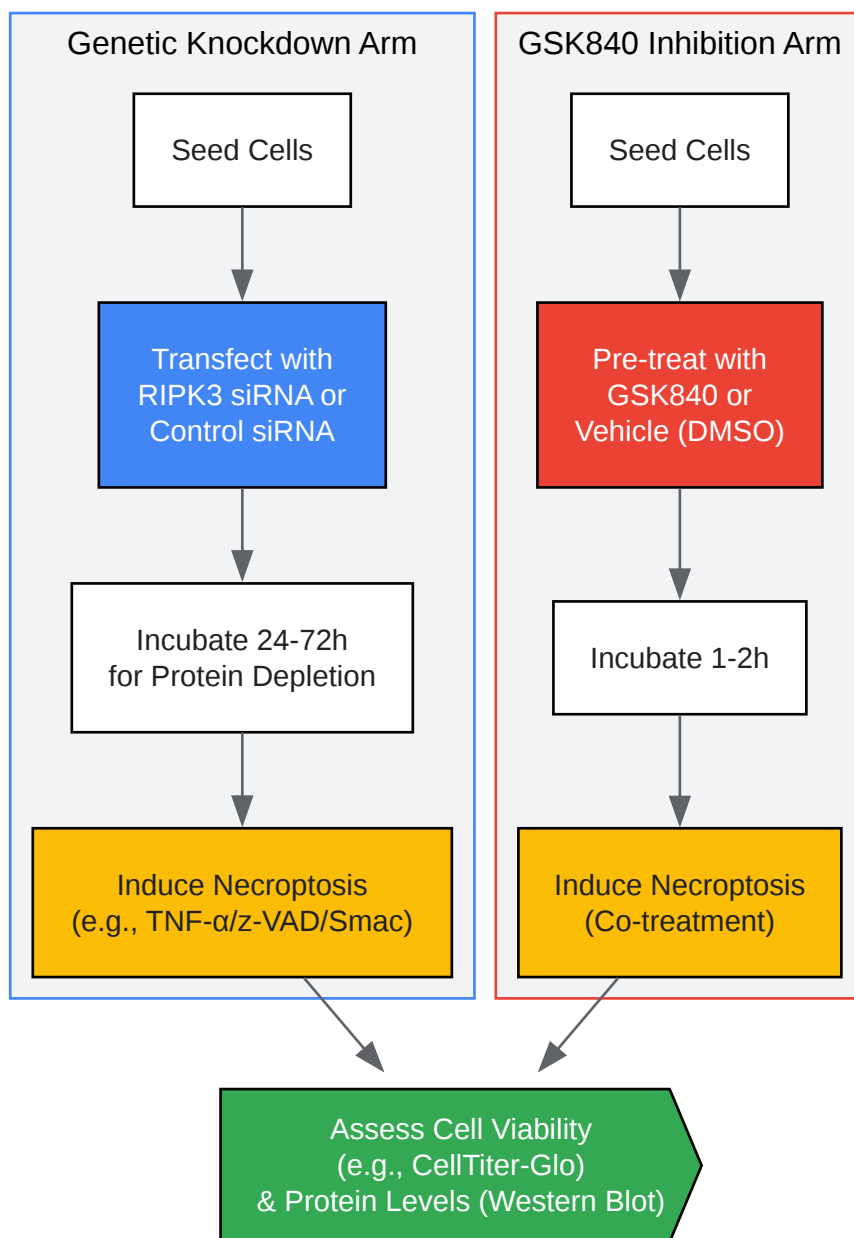 Genetic Knockdown Arm
Seed Cells
Transfect with
RIPK3 siRNA or
Control siRNA
Incubate 24-72h
for Protein Depletion
Induce Necroptosis
(e.g., TNF-α/z-VAD/Smac)
GSK840 Inhibition Arm
Seed Cells
Pre-treat with
GSK840 or
Vehicle (DMSO)
Incubate 1-2h
Induce Necroptosis
(Co-treatment)
Assess Cell Viability
(e.g., CellTiter-Glo)
& Protein Levels (Western Blot)